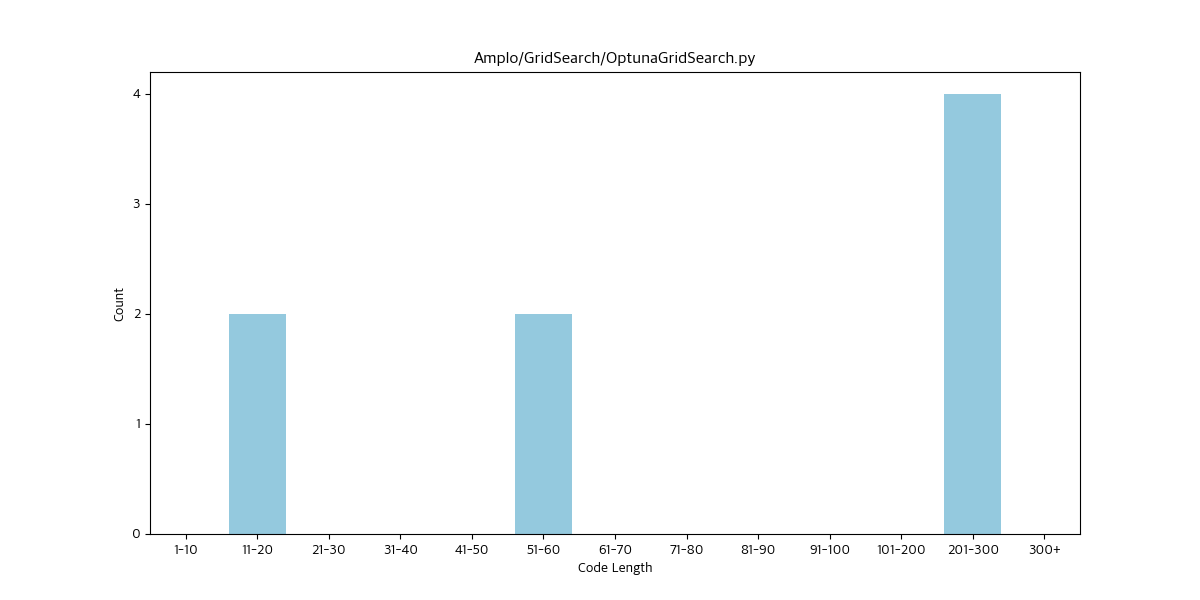 Amplo/GridSearch/OptunaGridSearch.py
4
3
2
1
0
Count
1-10 11-20 21-30 31-40 41-50 51-60 61-70 71-80 81-90 91-100 101-200 201-300 300+
Code Length